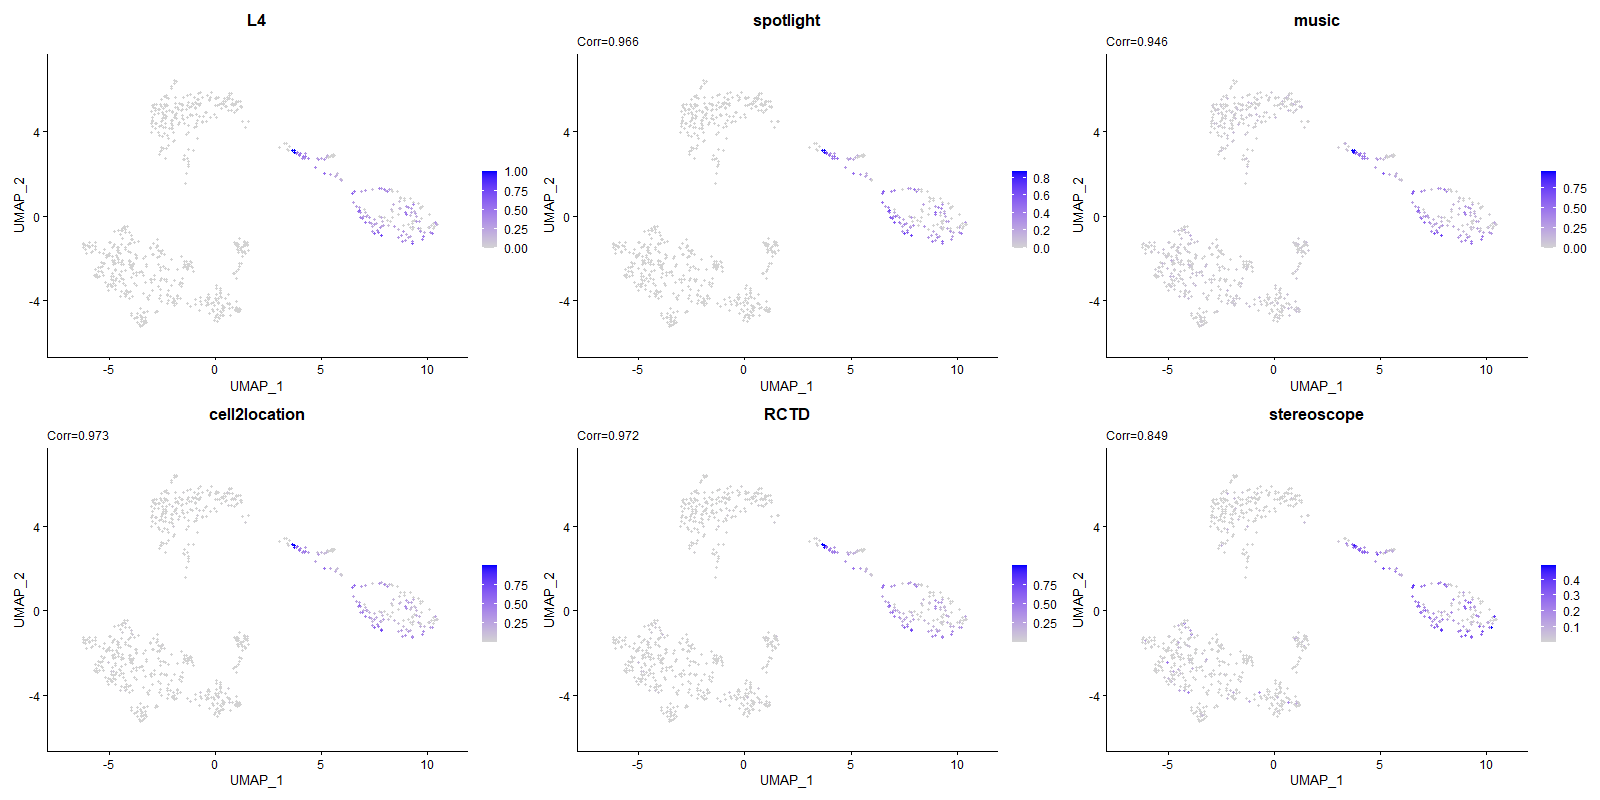 L4
UMAP_2
4
0
-4
-5
0
5
10
UMAP_1
1.00
0.75
0.50
0.25
0.00
spotlight
Corr=0.966
UMAP_2
4
0
-4
-5
0
5
10
UMAP_1
0.8
0.6
0.4
0.2
0.0
music
Corr=0.946
UMAP_2
4
0
-4
-5
0
5
10
UMAP_1
0.75
0.50
0.25
0.00
cell2location
Corr=0.973
UMAP_2
4
0
-4
-5
0
5
10
UMAP_1
0.75
0.50
0.25
RCTD
Corr=0.972
UMAP_2
4
0
-4
-5
0
5
10
UMAP_1
0.75
0.50
0.25
stereoscope
Corr=0.849
UMAP_2
4
0
-4
-5
0
5
10
UMAP_1
0.4
0.3
0.2
0.1